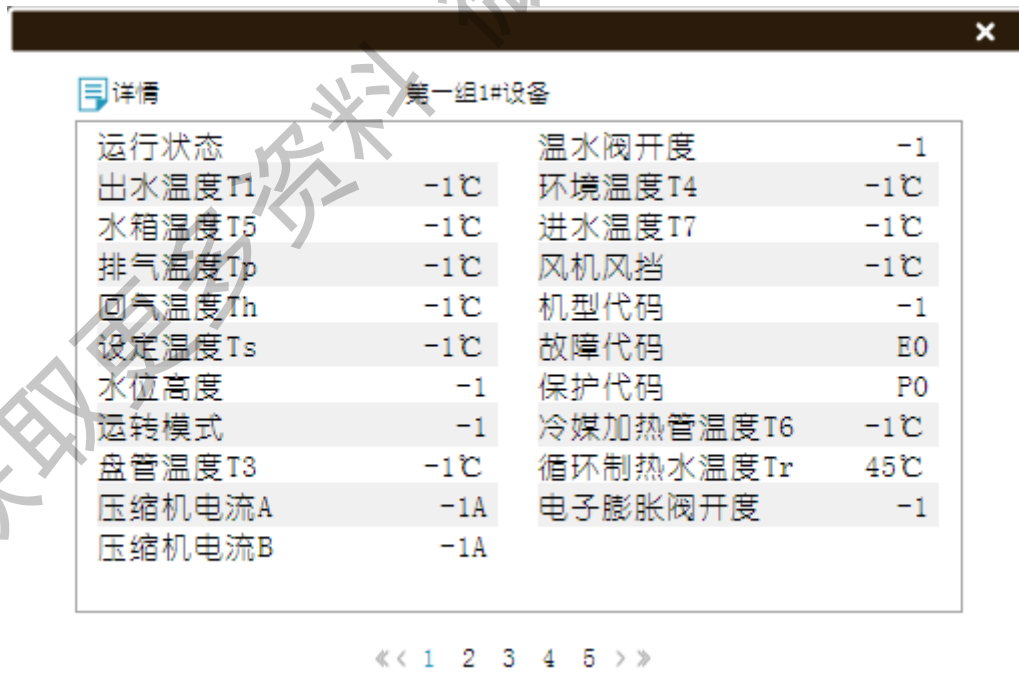 详情 第一组1#设备
运行状态 温水阀开度 -1
出水温度T1 -1℃ 环境温度T4 -1℃
水箱温度T5 -1℃ 进水温度T7 -1℃
排气温度Tp -1℃ 风机风挡 -1℃
回气温度Th -1℃ 机型代码 -1
设定温度Ts -1℃ 故障代码 E0
水位高度 -1 保护代码 P0
运转模式 -1 冷媒加热管温度T6 -1℃
盘管温度T3 -1℃ 循环制热水温度Tr 45℃
压缩机电流A -1A 电子膨胀阀开度 -1
压缩机电流B -1A
« < 1 2 3 4 5 > »
取更多资料